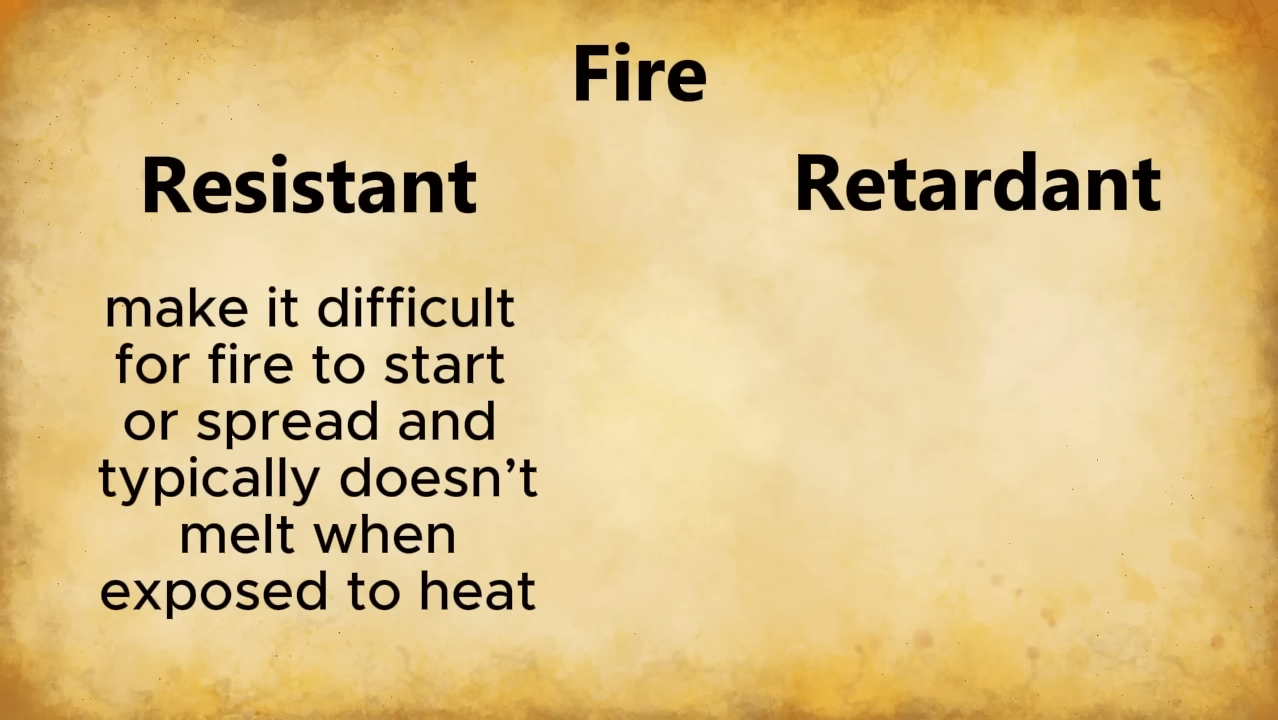 Fire
Resistant
Retardant
make it difficult
for fire to start
or spread and
typically doesn’t
melt when
exposed to heat